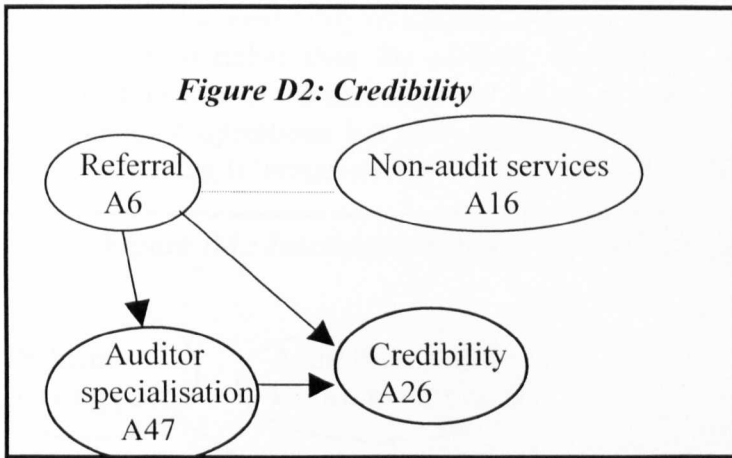 Figure D2: Credibility
Referral
A6
Non-audit services
A16
Auditor
specialisation
A47
Credibility
A26